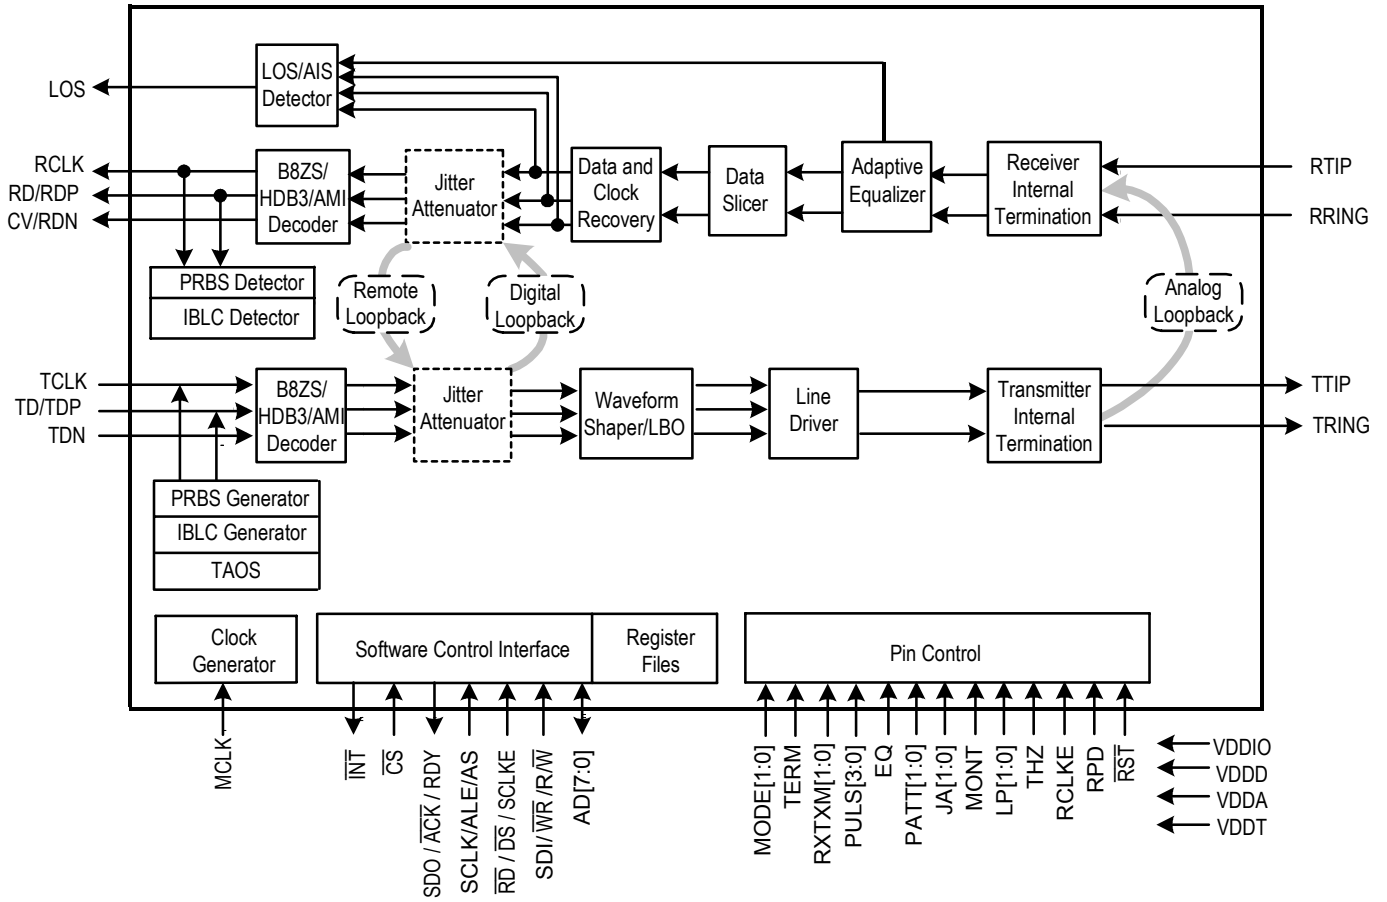 LOS
LOS/AIS
Detector
RCLK
RD/RDP
CV/RDN
B8ZS/
HDB3/AMI
Decoder
Jitter
Attenuator
Data and
Clock
Recovery
Data
Slicer
Adaptive
Equalizer
Receiver
Internal
Termination
RTIP
RRING
PRBS Detector
IBLC Detector
Remote
Loopback
Digital
Loopback
Analog
Loopback
TCLK
TD/TDP
TDN
B8ZS/
HDB3/AMI
Decoder
Jitter
Attenuator
Waveform
Shaper/LBO
Line
Driver
Transmitter
Internal
Termination
TTIP
TRING
PRBS Generator
IBLC Generator
TAOS
Clock
Generator
Software Control Interface
Register
Files
Pin Control
MCLK
INT
CS
SDO / ACK / RDY
SCLK/ALE/AS
RD / DS / SCLKE
SDI/ WR /R/W
AD[7:0]
MODE[1:0]
TERM
RXTXM[1:0]
PULS[3:0]
EQ
PATT[1:0]
JA[1:0]
MONT
LP[1:0]
THZ
RCLKE
RPD
RST
VDDIO
VDDD
VDDA
VDDT